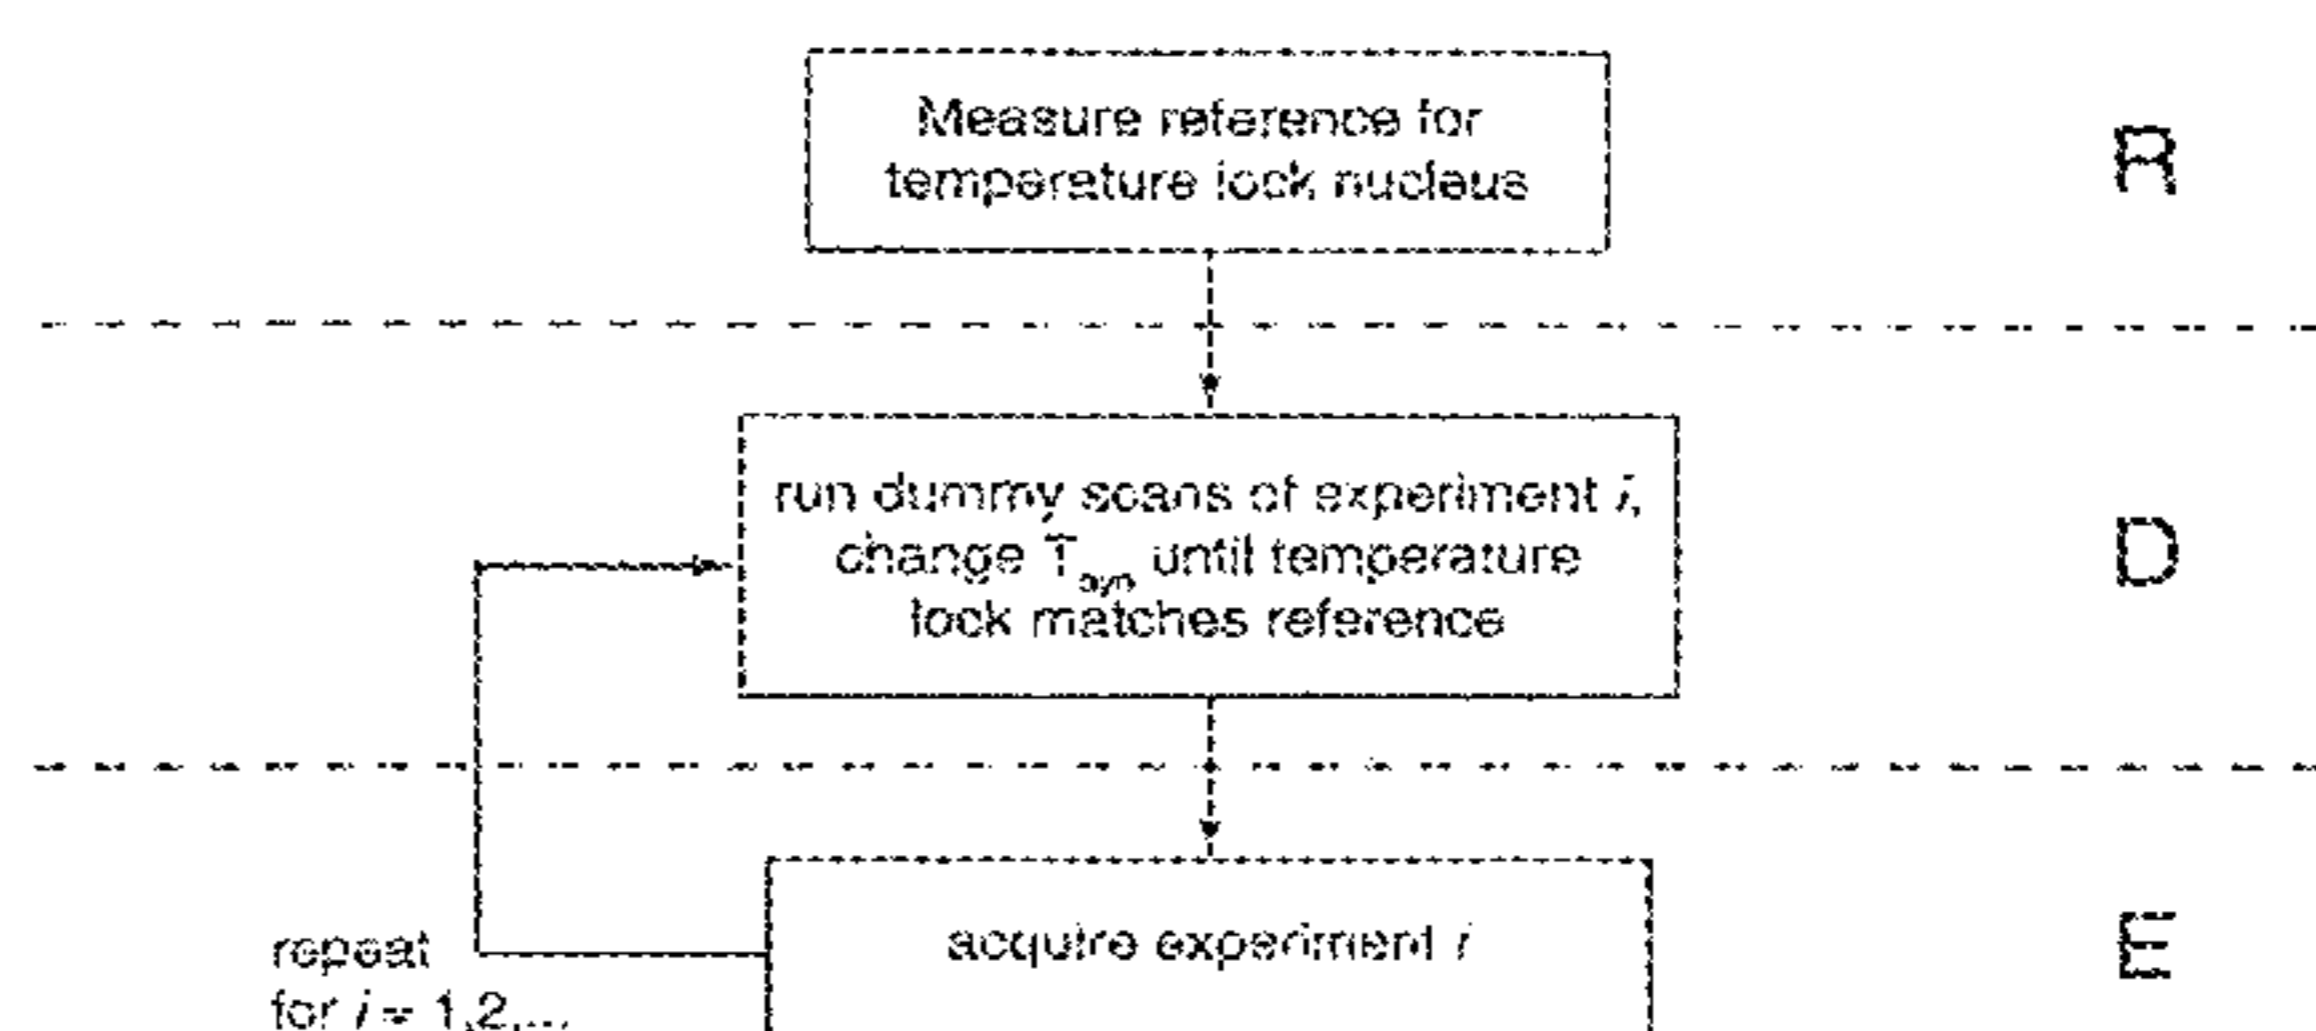 Measure reference for
temperature lock nucleus
R
run dummy scans of experiment i,
change T until temperature
lock matches reference
D
acquire experiment i
E
repeat
for i = 1,2,...